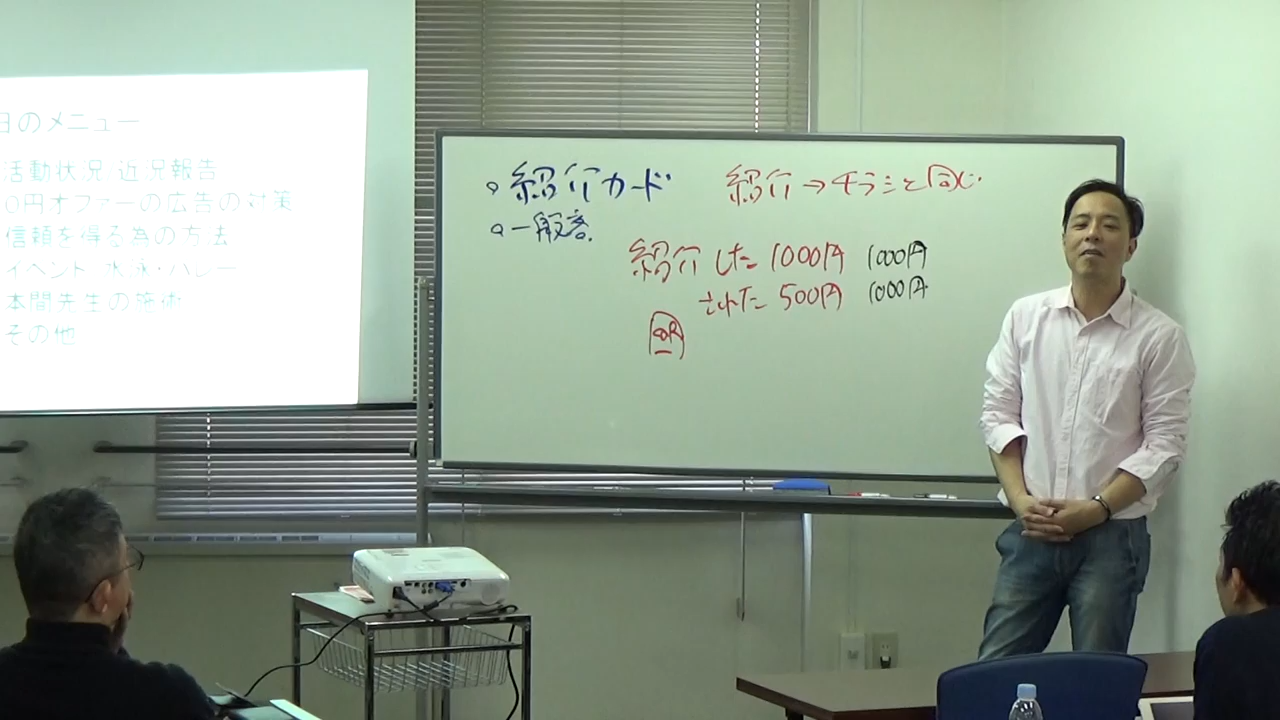 日のメニュー
活動状況 近況報告
0円オファーの広告の対策
信頼を得る為の方法
イベント 水泳・バレー
本間先生の施術
その他
○紹介カード
○一般客.
紹介→チラシと同じ.
紹介した 1000円 1000円
された 500円 1000円
QR